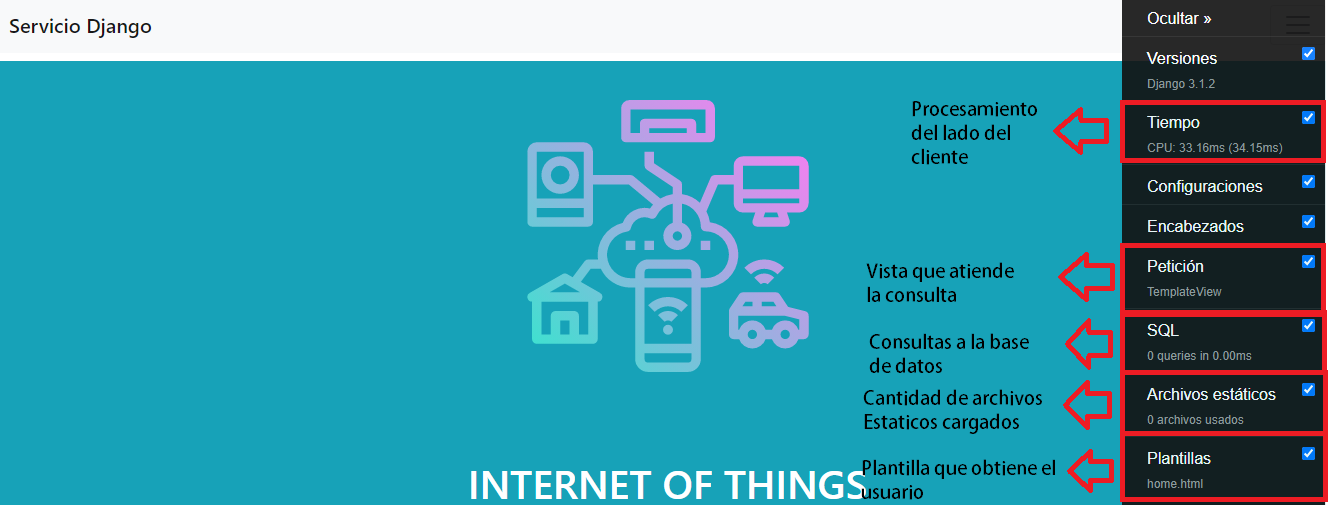 Servicio Django
Ocultar »
Versiones
Django 3.1.2
Procesamiento
del lado del
cliente
Tiempo
CPU: 33.16ms (34.15ms)
Configuraciones
Encabezados
Vista que atiende
la consulta
Petición
TemplateView
Consultas a la base
de datos
SQL
0 queries in 0.00ms
Cantidad de archivos
Estaticos cargados
Archivos estáticos
0 archivos usados
Plantilla que obtiene el
usuario
Plantillas
home.html
INTERNET OF THINGS